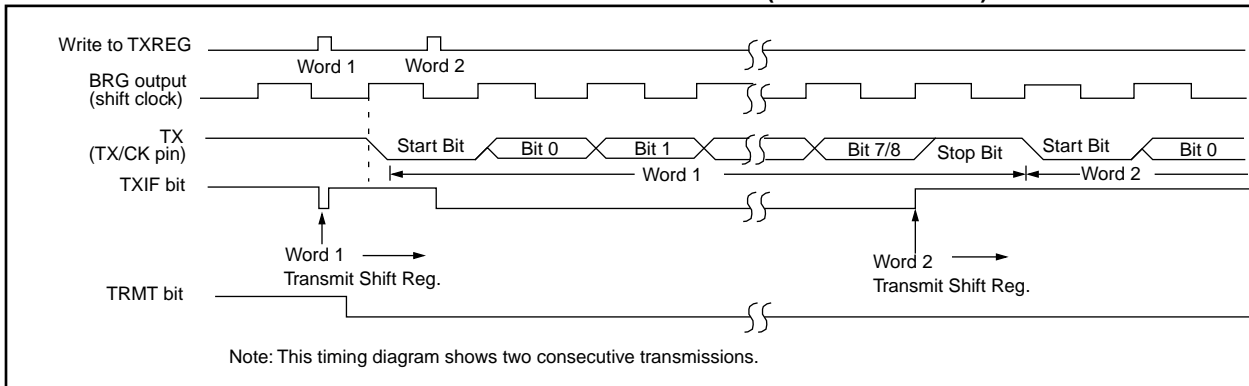 Write to TXREG
Word 1 Word 2
BRG output
(shift clock)
TX
(TX/CK pin)
Start Bit Bit 0 Bit 1 Bit 7/8 Stop Bit Start Bit Bit 0
Word 1 Word 2
TXIF bit
Word 1
Transmit Shift Reg.
Word 2
Transmit Shift Reg.
TRMT bit
Note: This timing diagram shows two consecutive transmissions.